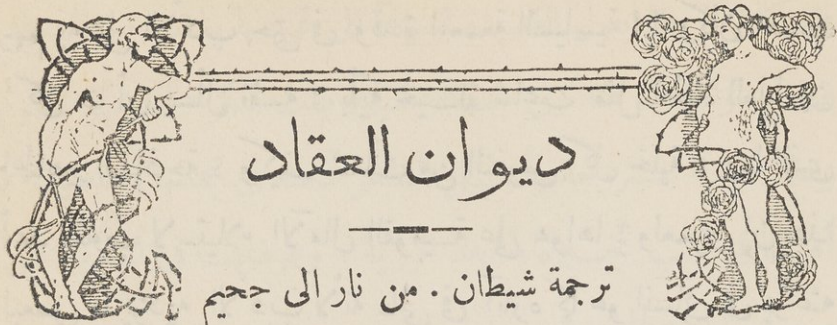 ديوان العقاد
ترجمة شيطان . من نار الى جحيم